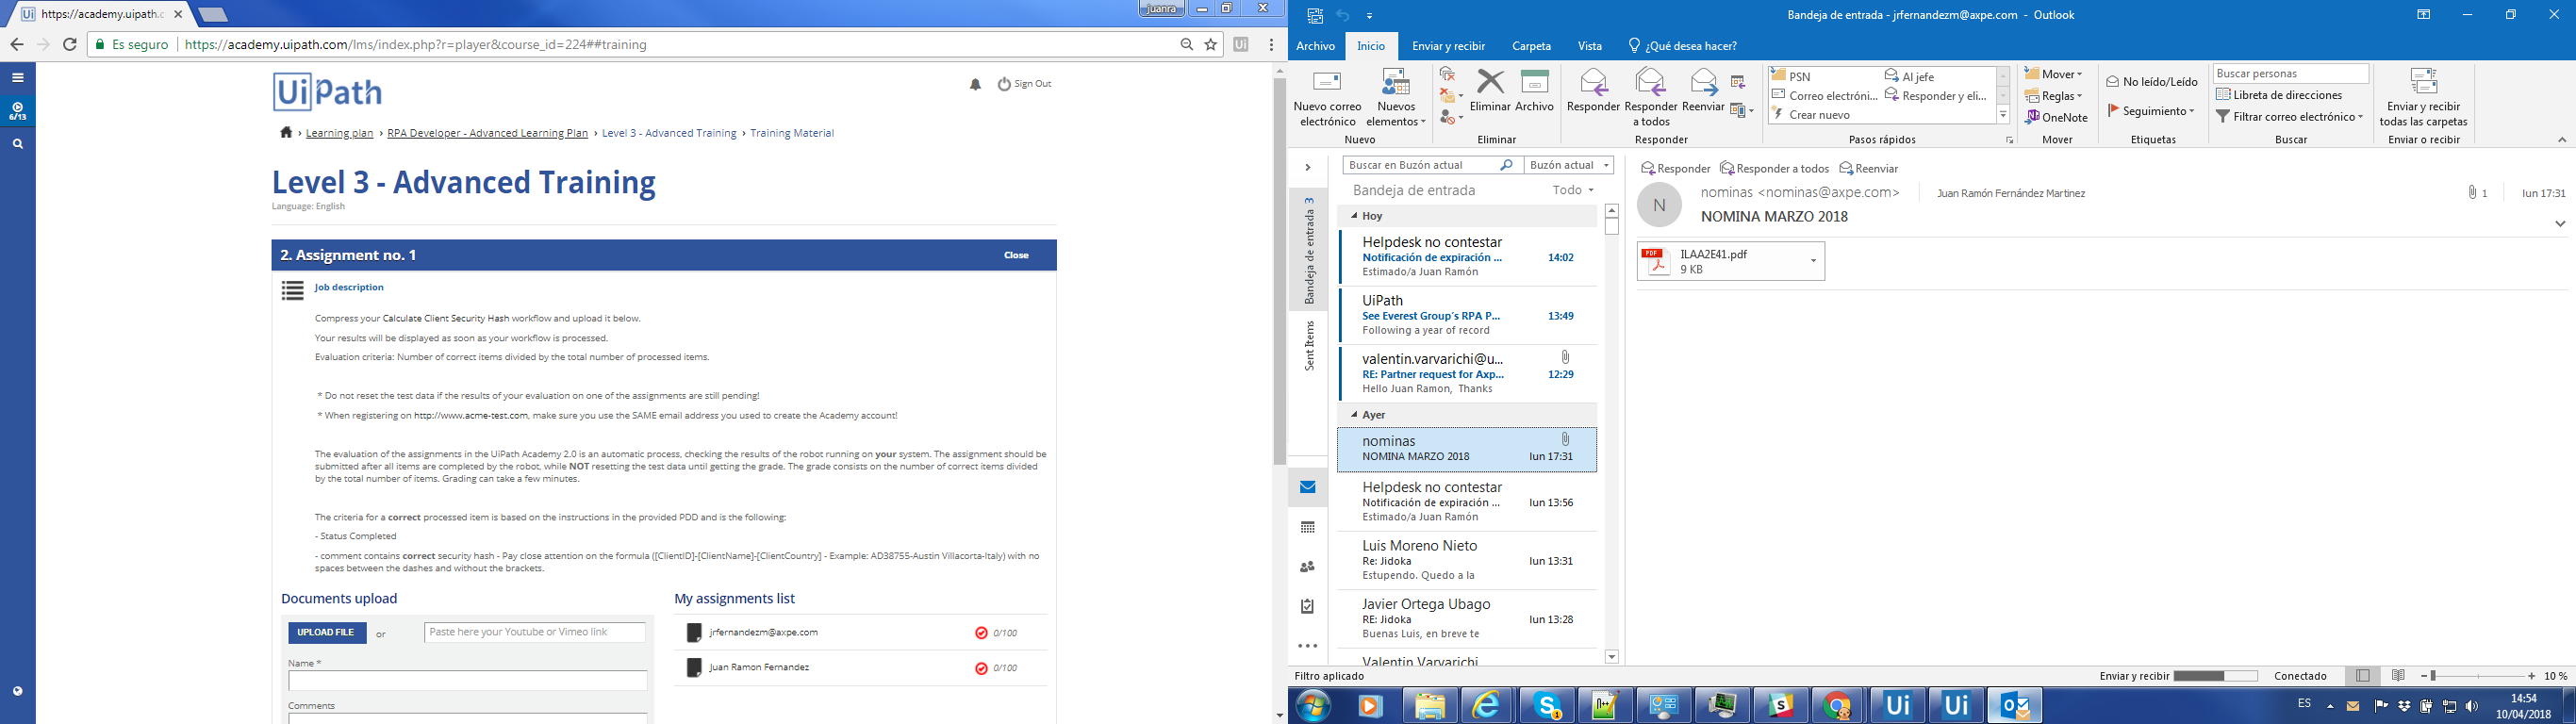 https://academy.uipath.c
juanra
Es seguro
https://academy.uipath.com/lms/index.php?r=player&course_id=224##training
6/13
UiPath
Sign Out
Learning plan › RPA Developer - Advanced Learning Plan › Level 3 - Advanced Training › Training Material
Level 3 - Advanced Training
Language: English
2. Assignment no. 1
Close
Job description
Compress your Calculate Client Security Hash workflow and upload it below.
Your results will be displayed as soon as your workflow is processed.
Evaluation criteria: Number of correct items divided by the total number of processed items.
* Do not reset the test data if the results of your evaluation on one of the assignments are still pending!
* When registering on http://www.acme-test.com, make sure you use the SAME email address you used to create the Academy account!
The evaluation of the assignments in the UiPath Academy 2.0 is an automatic process, checking the results of the robot running on your system. The assignment should be
submitted after all items are completed by the robot, while NOT resetting the test data until getting the grade. The grade consists on the number of correct items divided
by the total number of items. Grading can take a few minutes.
The criteria for a correct processed item is based on the instructions in the provided PDD and is the following:
- Status Completed
- comment contains correct security hash - Pay close attention on the formula ([ClientID]-[ClientName]-[ClientCountry] - Example: AD38755-Austin Villacorta-Italy) with no
spaces between the dashes and without the brackets.
Documents upload
UPLOAD FILE
or
Paste here your Youtube or Vimeo link
Name *
Comments
My assignments list
jrfernandezm@axpe.com
0/100
Juan Ramon Fernandez
0/100
Bandeja de entrada - jrfernandezm@axpe.com - Outlook
Archivo
Inicio
Enviar y recibir
Carpeta
Vista
¿Qué desea hacer?
Nuevo correo
electrónico
Nuevos
elementos
Nuevo
Eliminar
Archivo
Eliminar
Responder
Responder
a todos
Reenviar
Responder
PSN
Al jefe
Correo electróni...
Responder y eli...
Crear nuevo
Pasos rápidos
Mover
Reglas
OneNote
Mover
No leído/Leído
Seguimiento
Etiquetas
Buscar personas
Libreta de direcciones
Filtrar correo electrónico
Buscar
Enviar y recibir
todas las carpetas
Enviar o recibir
Bandeja de entrada 3
Sent Items
Buscar en Buzón actual
Buzón actual
Bandeja de entrada
Todo
Hoy
Helpdesk no contestar
Notificación de expiración ...
14:02
Estimado/a Juan Ramón
UiPath
See Everest Group's RPA P...
13:49
Following a year of record
valentin.varvarichi@u...
RE: Partner request for Axp...
12:29
Hello Juan Ramon, Thanks
Ayer
nominas
NOMINA MARZO 2018
lun 17:31
Helpdesk no contestar
Notificación de expiración ...
lun 13:56
Estimado/a Juan Ramón
Luis Moreno Nieto
Re: Jidoka
lun 13:31
Estupendo. Quedo a la
Javier Ortega Ubago
RE: Jidoka
lun 13:28
Buenas Luis, en breve te
Valentin Varvarichi
Responder
Responder a todos
Reenviar
N
nominas <nominas@axpe.com>
Juan Ramón Fernández Martinez
1
lun 17:31
NOMINA MARZO 2018
PDF
ILAA2E41.pdf
9 KB
Filtro aplicado
Enviar y recibir
Conectado
10 %
ES
14:54
10/04/2018